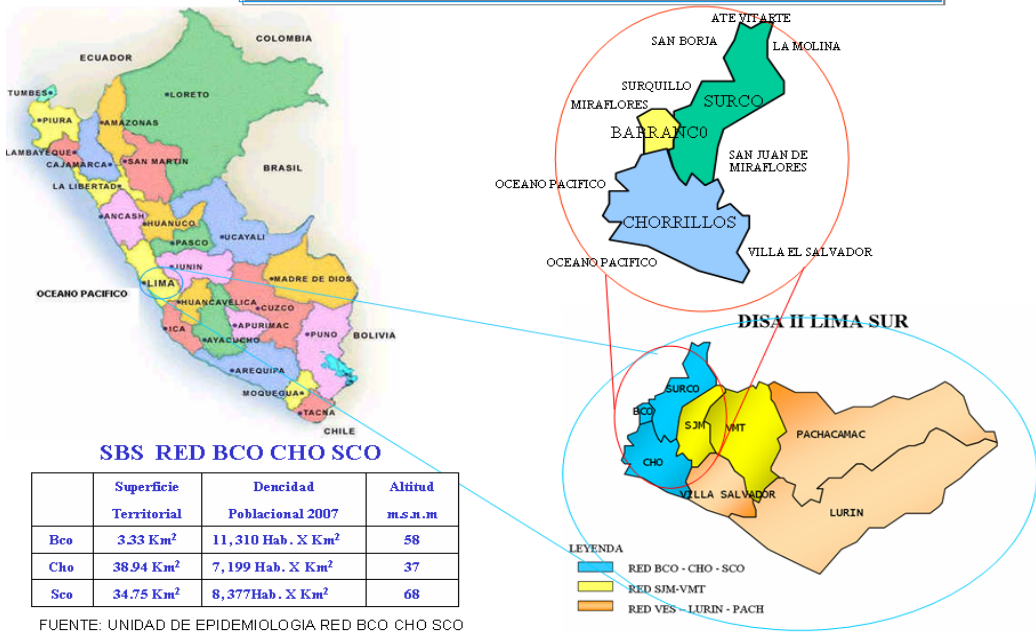 COLOMBIA
ECUADOR
TUMBES
LORETO
PIURA
AMAZONAS
LAMBAYEQUE
CAJAMARCA
SAN MARTIN
BRASIL
LA LIBERTAD
ANCASH
HUANUCO
PASCO
UCAYALI
JUNIN
LIMA
MADRE DE DIOS
OCEANO PACIFICO
HUANCAVELICA
CUZCO
ICA
APURIMAC
PUNO
BOLIVIA
AYACUCHO
AREQUIPA
MOQUEGUA
TACNA
CHILE
ATE VITARTE
SAN BORJA
LA MOLINA
SURQUILLO
SURCO
MIRAFLORES
BARRANC0
SAN JUAN DE
MIRAFLORES
OCEANO PACIFICO
CHORRILLOS
VILLA EL SALVADOR
OCEANO PACIFICO
DISA II LIMA SUR
SURCO
BCO
SJM
VMT
PACHACAMAC
CHO
VILLA SALVADOR
LURIN
LEYENDA
RED BCO - CHO - SCO
RED SJM-VMT
RED VES – LURIN - PACH
SBS RED BCO CHO SCO
Superficie Territorial Dencidad Poblacional 2007 Altitud m.s.n.m
Bco 3.33 Km² 11,310 Hab. X Km² 58
Cho 38.94 Km² 7,199 Hab. X Km² 37
Sco 34.75 Km² 8,377Hab. X Km² 68
FUENTE: UNIDAD DE EPIDEMIOLOGIA RED BCO CHO SCO